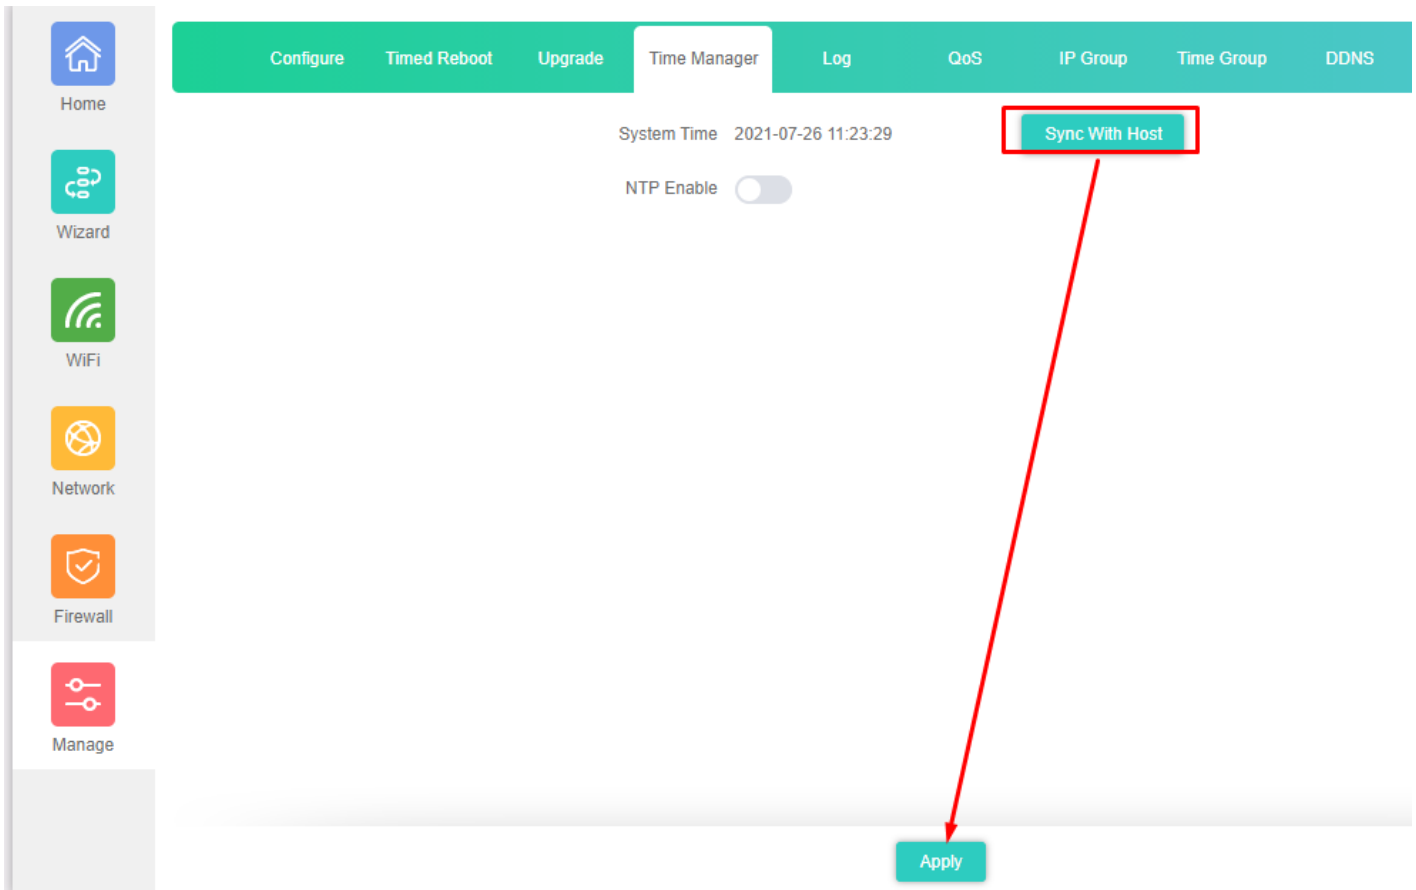 Configure Timed Reboot Upgrade Time Manager Log QoS IP Group Time Group DDNS
Home
System Time 2021-07-26 11:23:29 Sync With Host
NTP Enable
Wizard
WiFi
Network
Firewall
Manage
Apply